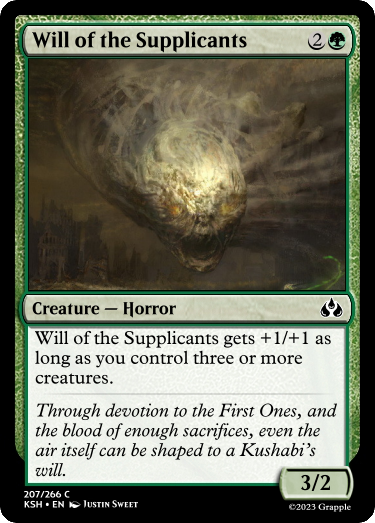 Will of the Supplicants 2
Creature — Horror
Will of the Supplicants gets +1/+1 as
long as you control three or more
creatures.
Through devotion to the First Ones, and
the blood of enough sacrifices, even the
air itself can be shaped to a Kushabi's
will.
3/2
207/266 C
KSH • EN Justin Sweet
©2023 Grapple